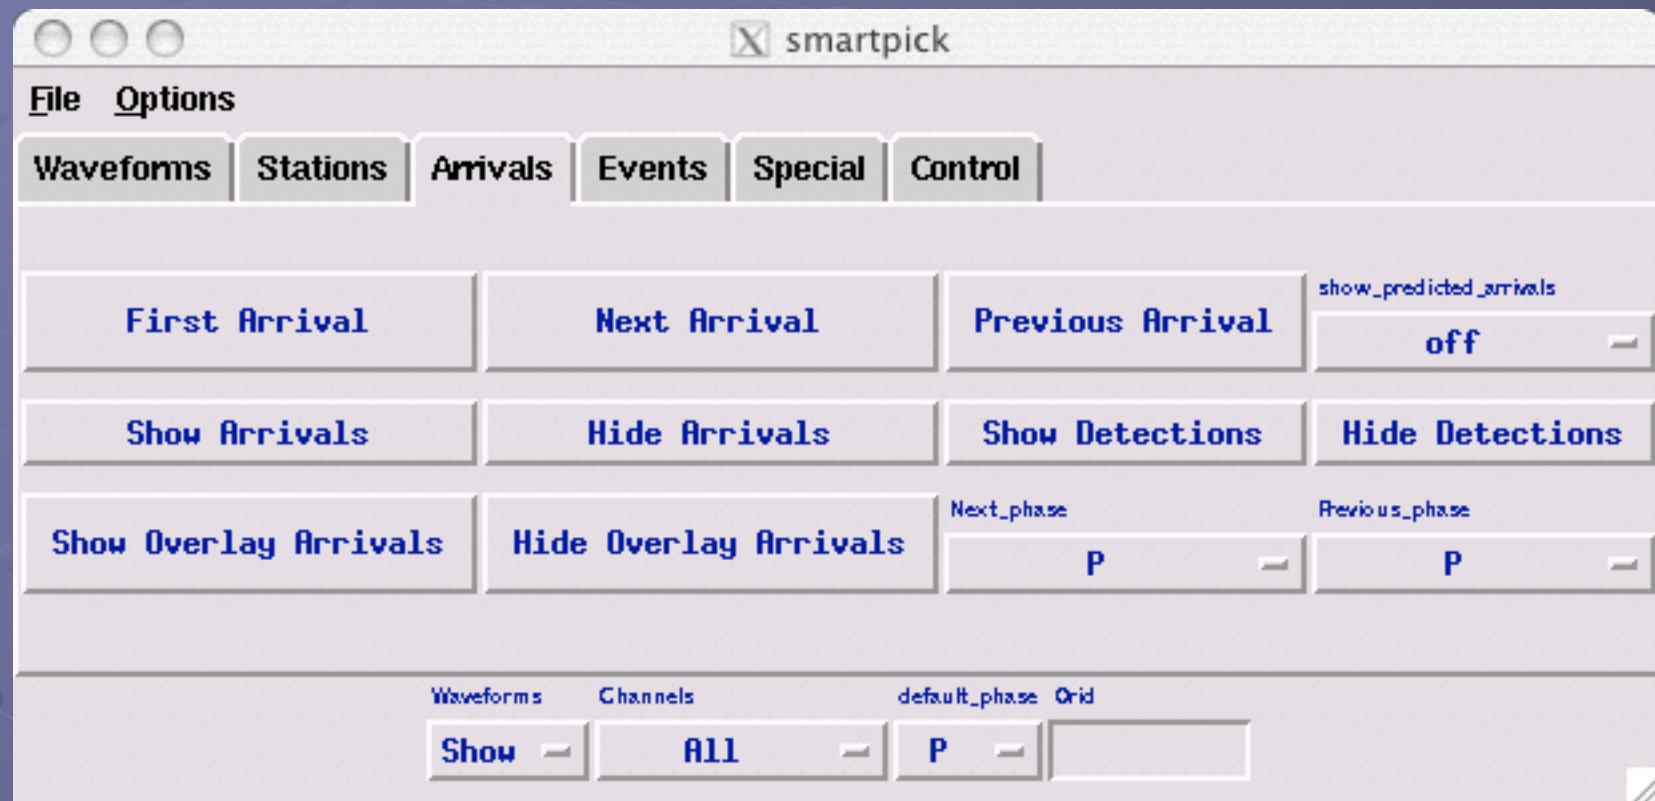 smartpick
File Options
Waveforms Stations Arrivals Events Special Control
show_predicted_arrivals
First Arrival Next Arrival Previous Arrival off
Show Arrivals Hide Arrivals Show Detections Hide Detections
Next_phase Previous_phase
Show Overlay Arrivals Hide Overlay Arrivals P P
Waveforms Channels default_phase Orid
Show All P